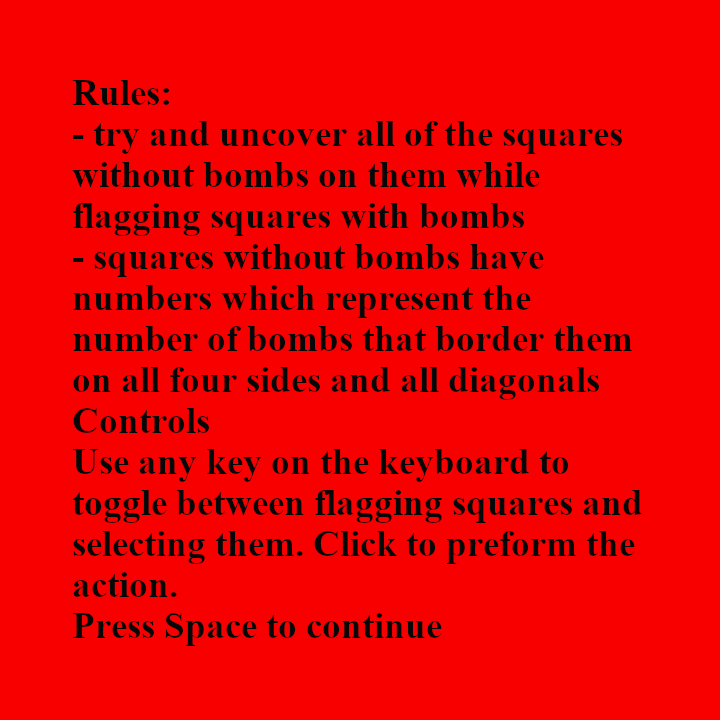 Rules:
- try and uncover all of the squares
without bombs on them while
flagging squares with bombs
- squares without bombs have
numbers which represent the
number of bombs that border them
on all four sides and all diagonals
Controls
Use any key on the keyboard to
toggle between flagging squares and
selecting them. Click to preform the
action.
Press Space to continue